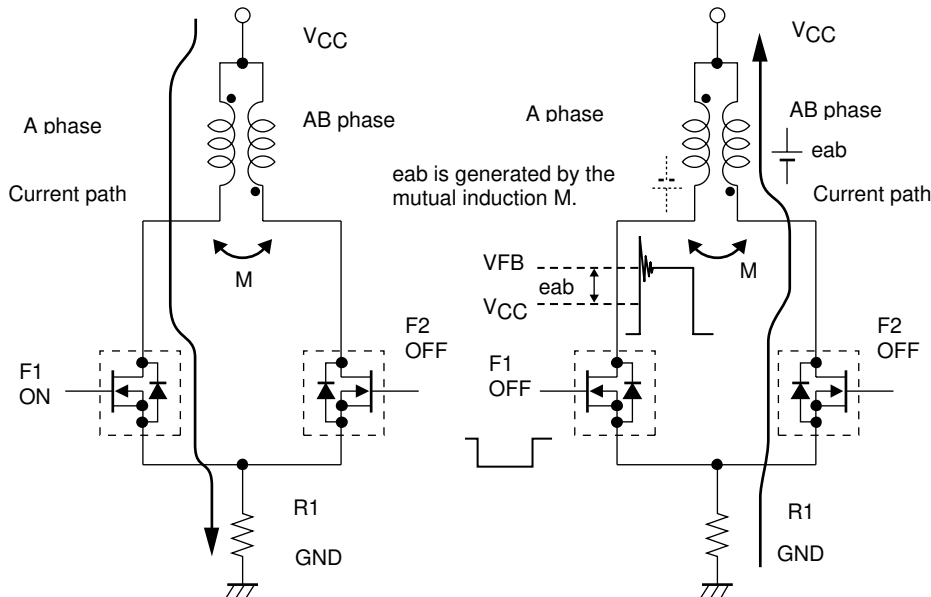 VCC
A phase
AB phase
Current path
M
F1
ON
F2
OFF
R1
GND
VCC
A phase
AB phase
eab
eab is generated by the
mutual induction M.
Current path
M
VFB
eab
VCC
F1
OFF
F2
OFF
R1
GND